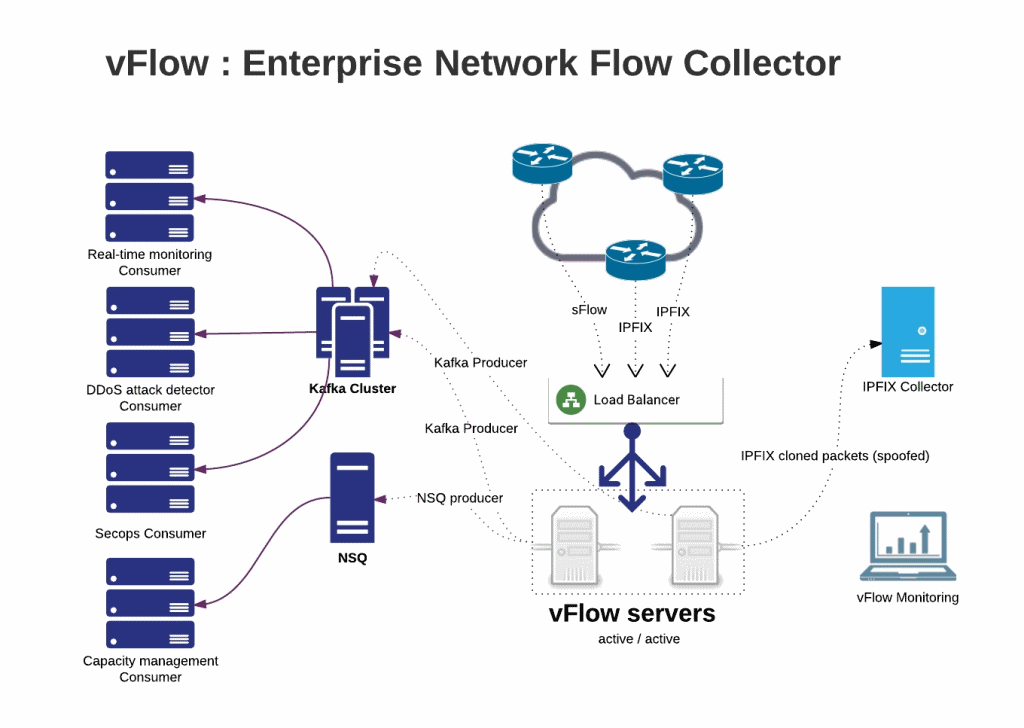 vFlow : Enterprise Network Flow Collector
Real-time monitoring
Consumer
DDoS attack detector
Consumer
Secops Consumer
Capacity management
Consumer
Kafka Cluster
NSQ
Kafka Producer
Kafka Producer
NSQ producer
sFlow
IPFIX
IPFIX
Load Balancer
vFlow servers
active / active
IPFIX Collector
IPFIX cloned packets (spoofed)
vFlow Monitoring